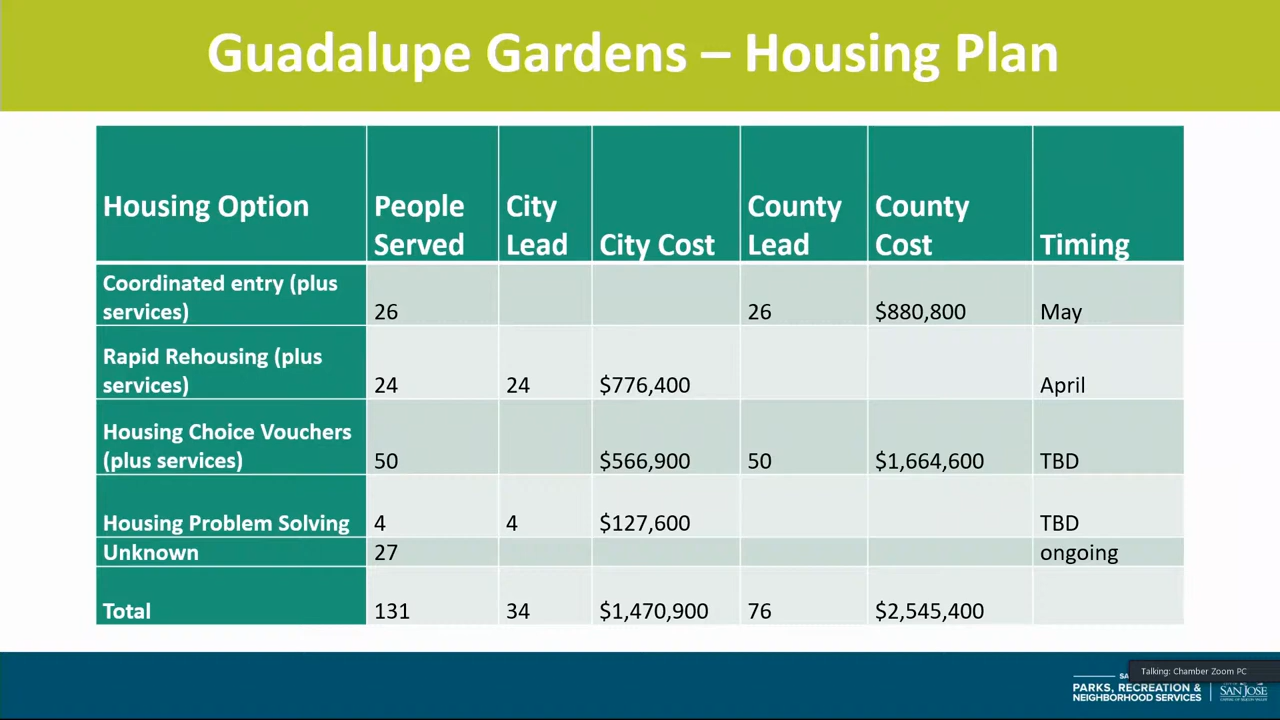 Guadalupe Gardens – Housing Plan
Housing Option People Served City Lead City Cost County Lead County Cost Timing
Coordinated entry (plus services) 26 26 $880,800 May
Rapid Rehousing (plus services) 24 24 $776,400 April
Housing Choice Vouchers (plus services) 50 $566,900 50 $1,664,600 TBD
Housing Problem Solving 4 4 $127,600 TBD
Unknown 27 ongoing
Total 131 34 $1,470,900 76 $2,545,400
Talking: Chamber Zoom PC
PARKS, RECREATION &
NEIGHBORHOOD SERVICES
SAN JOSE